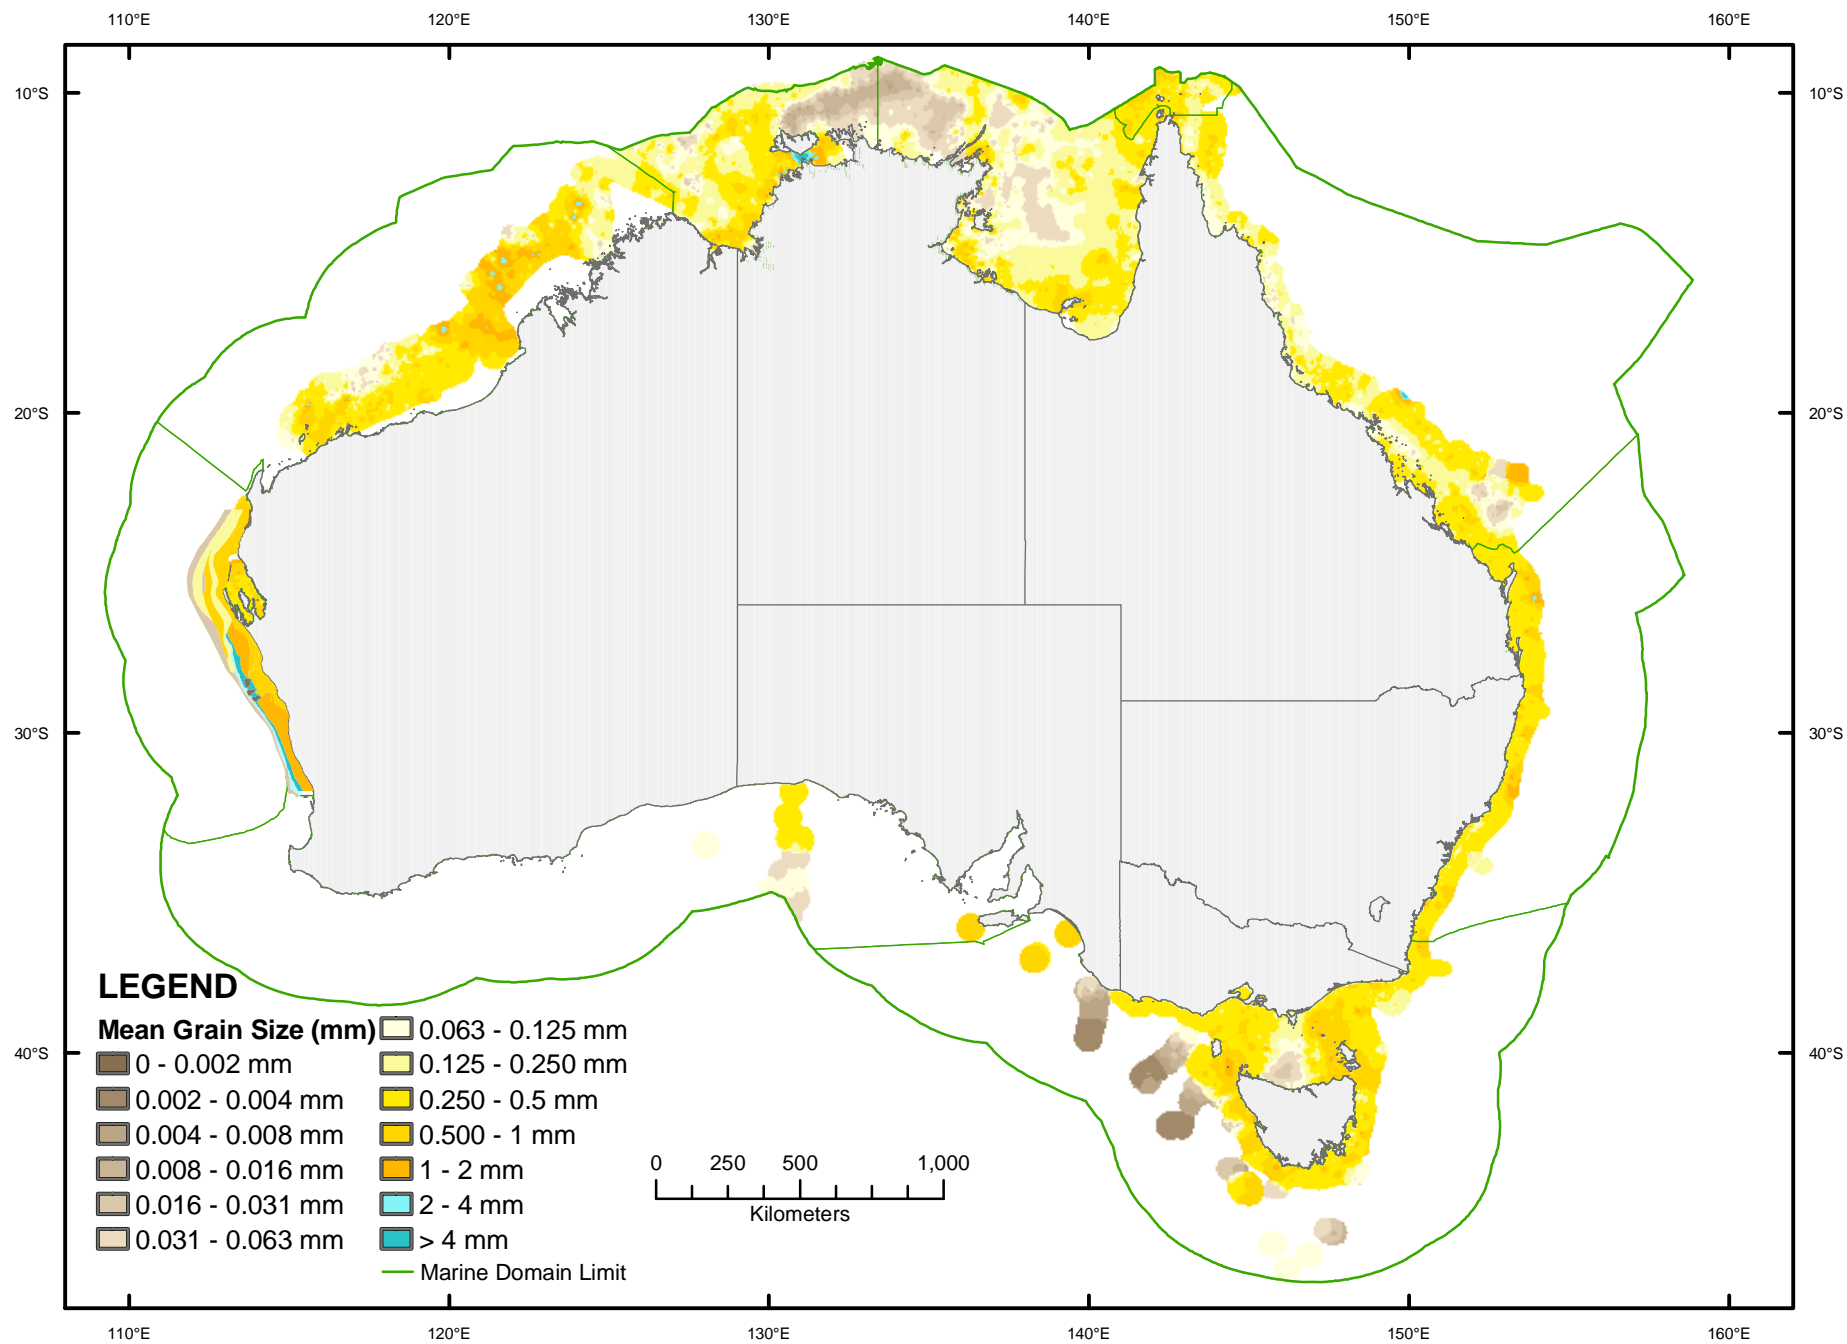 110°E 120°E 130°E 140°E 150°E 160°E
10°S 10°S
20°S 20°S
30°S 30°S
40°S 40°S
LEGEND
Mean Grain Size (mm)
0 - 0.002 mm
0.002 - 0.004 mm
0.004 - 0.008 mm
0.008 - 0.016 mm
0.016 - 0.031 mm
0.031 - 0.063 mm
0.063 - 0.125 mm
0.125 - 0.250 mm
0.250 - 0.5 mm
0.500 - 1 mm
1 - 2 mm
2 - 4 mm
> 4 mm
Marine Domain Limit
0 250 500 1,000
Kilometers
110°E 120°E 130°E 140°E 150°E 160°E